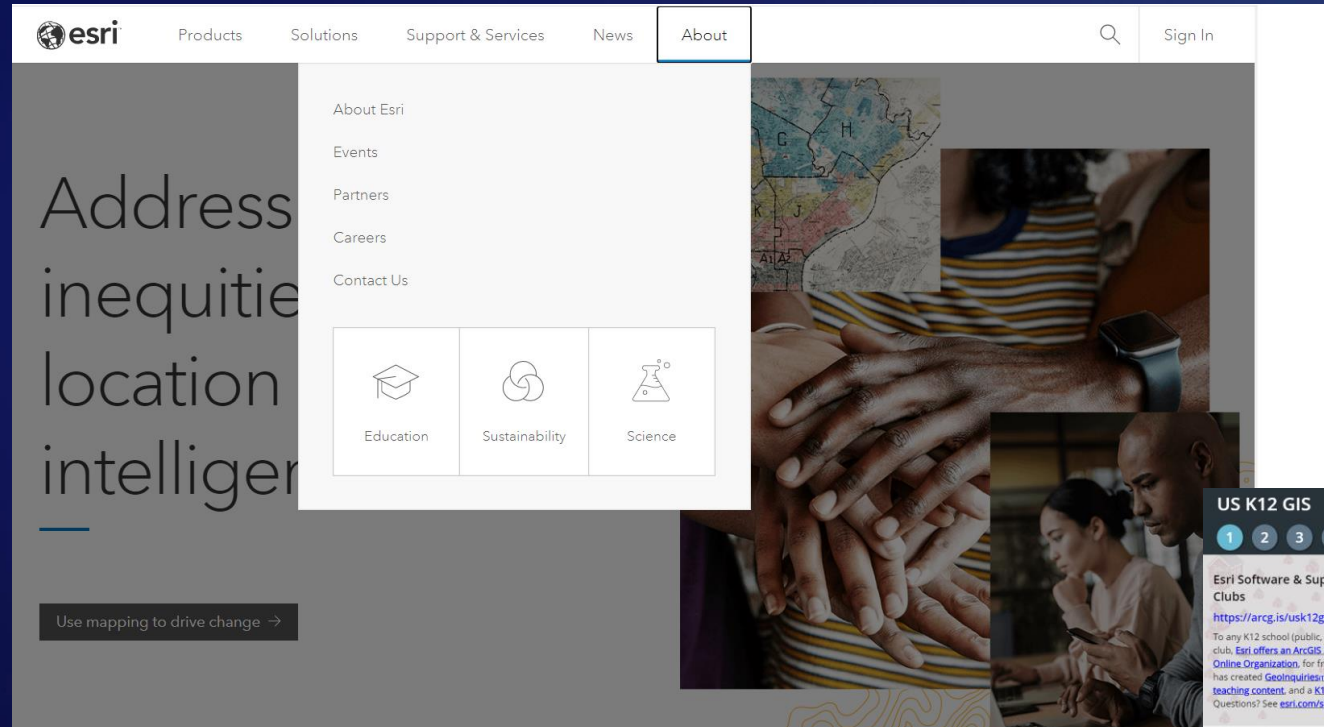 esri
Products
Solutions
Support & Services
News
About
Sign In
About Esri
Events
Partners
Careers
Contact Us
Education
Sustainability
Science
Address
inequitie
location
intelliger
Use mapping to drive change →
G
H
K
J
A1 A2
US K12 GIS
1 2 3
Esri Software & Sup
Clubs
https://arcg.is/usk12g
To any K12 school (public,
club, Esri offers an ArcGIS
Online Organization, for fr
has created GeoInquiries
teaching content, and a K1
Questions? See esri.com/s